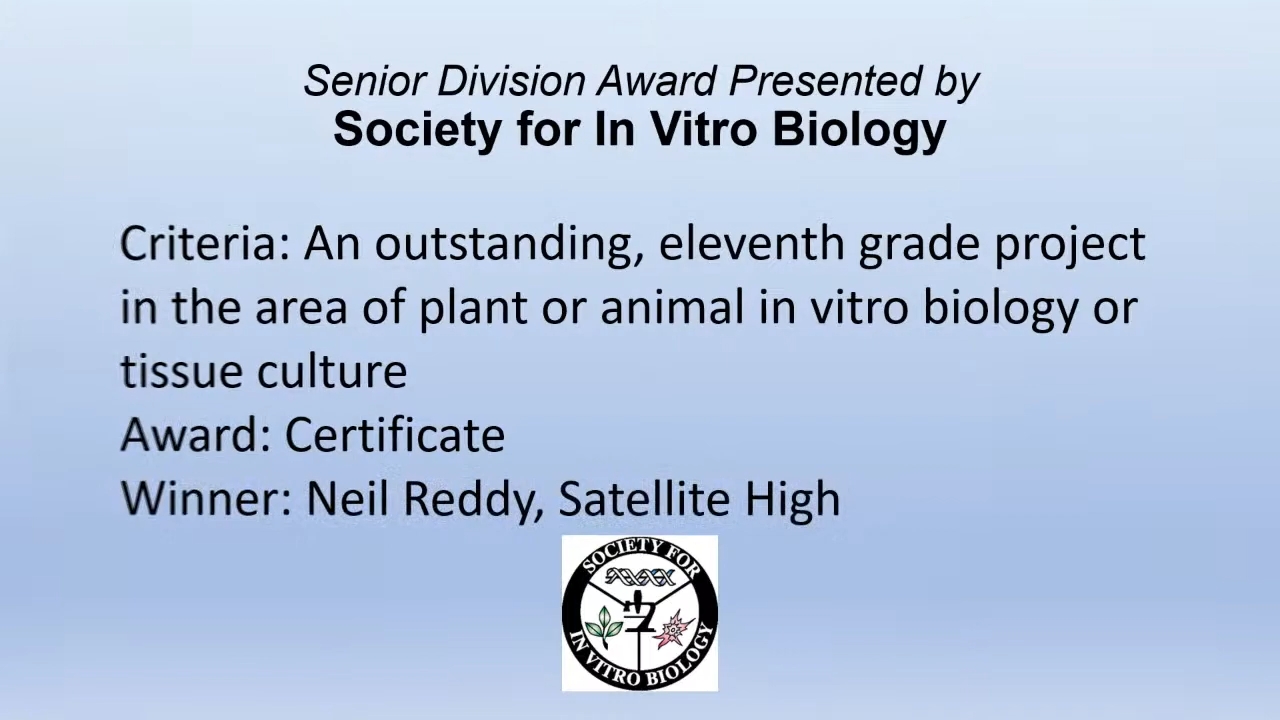 Senior Division Award Presented by
Society for In Vitro Biology
Criteria: An outstanding, eleventh grade project
in the area of plant or animal in vitro biology or
tissue culture
Award: Certificate
Winner: Neil Reddy, Satellite High
SOCIETY FOR
IN VITRO BIOLOGY